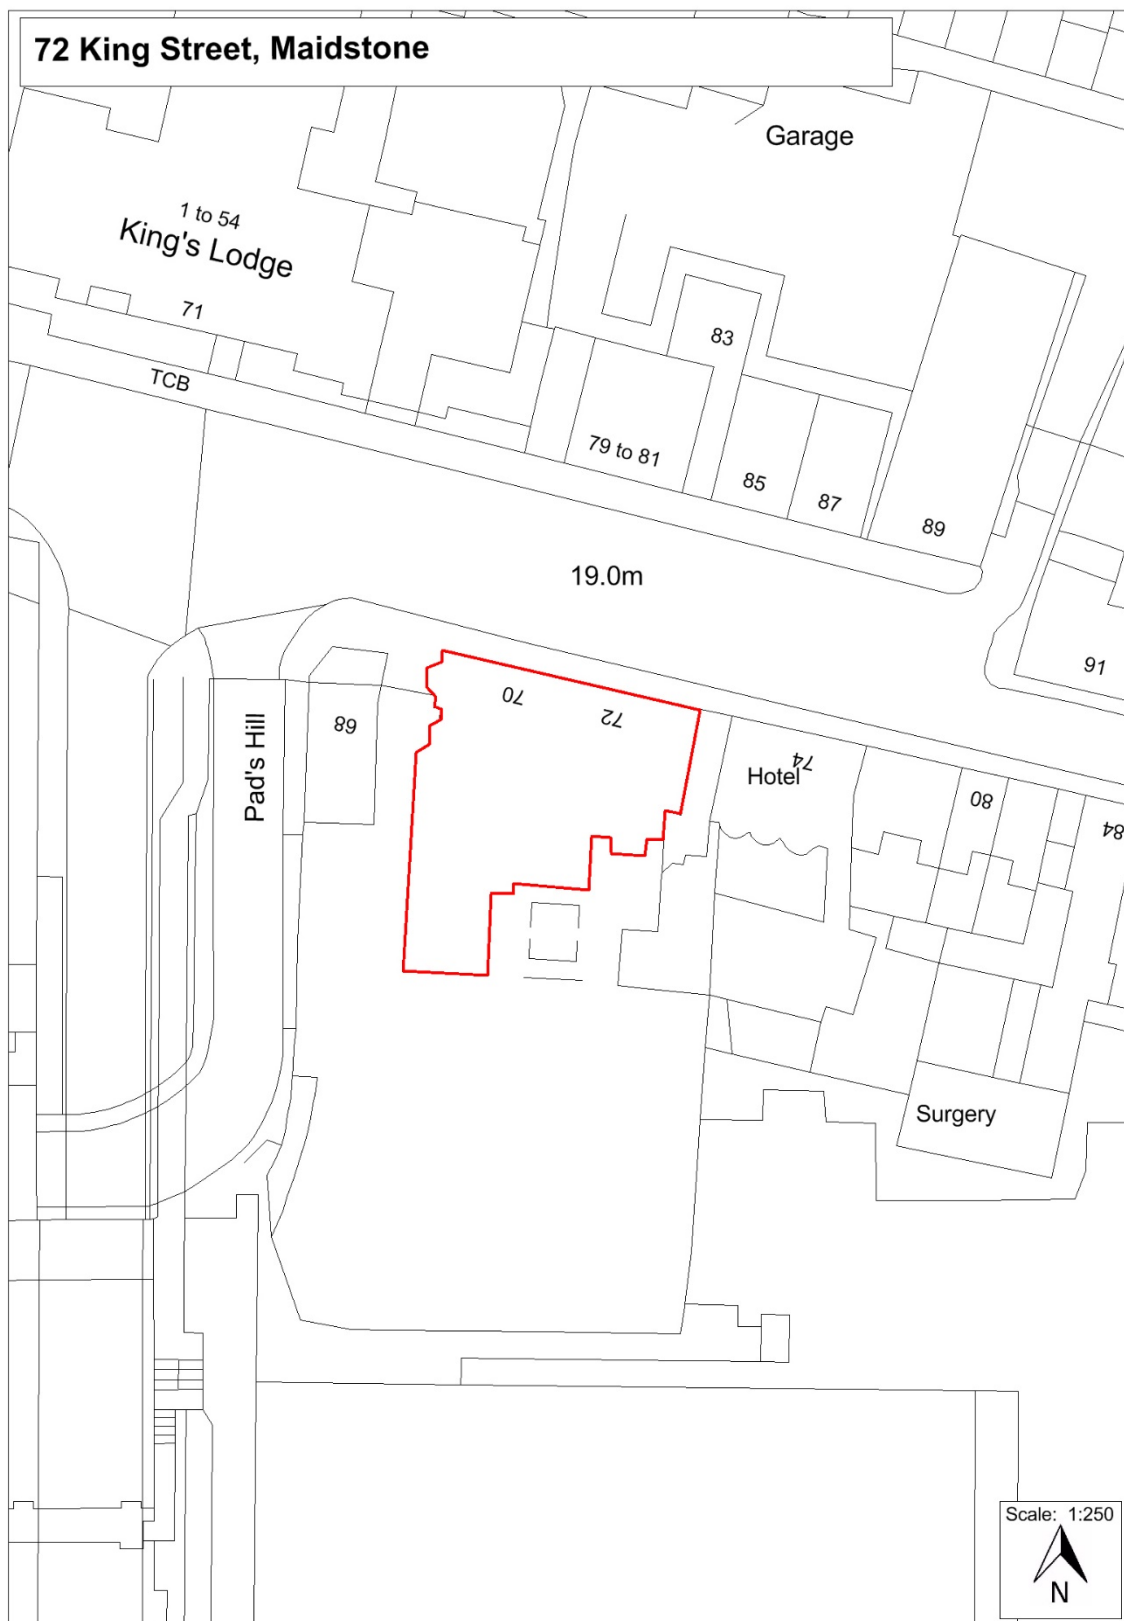 72 King Street, Maidstone
Garage
1 to 54
King's Lodge
71
TCB
83
79 to 81
85
87
89
19.0m
91
70
72
68
Pad's Hill
74
Hotel
80
84
Surgery
Scale: 1:250
N